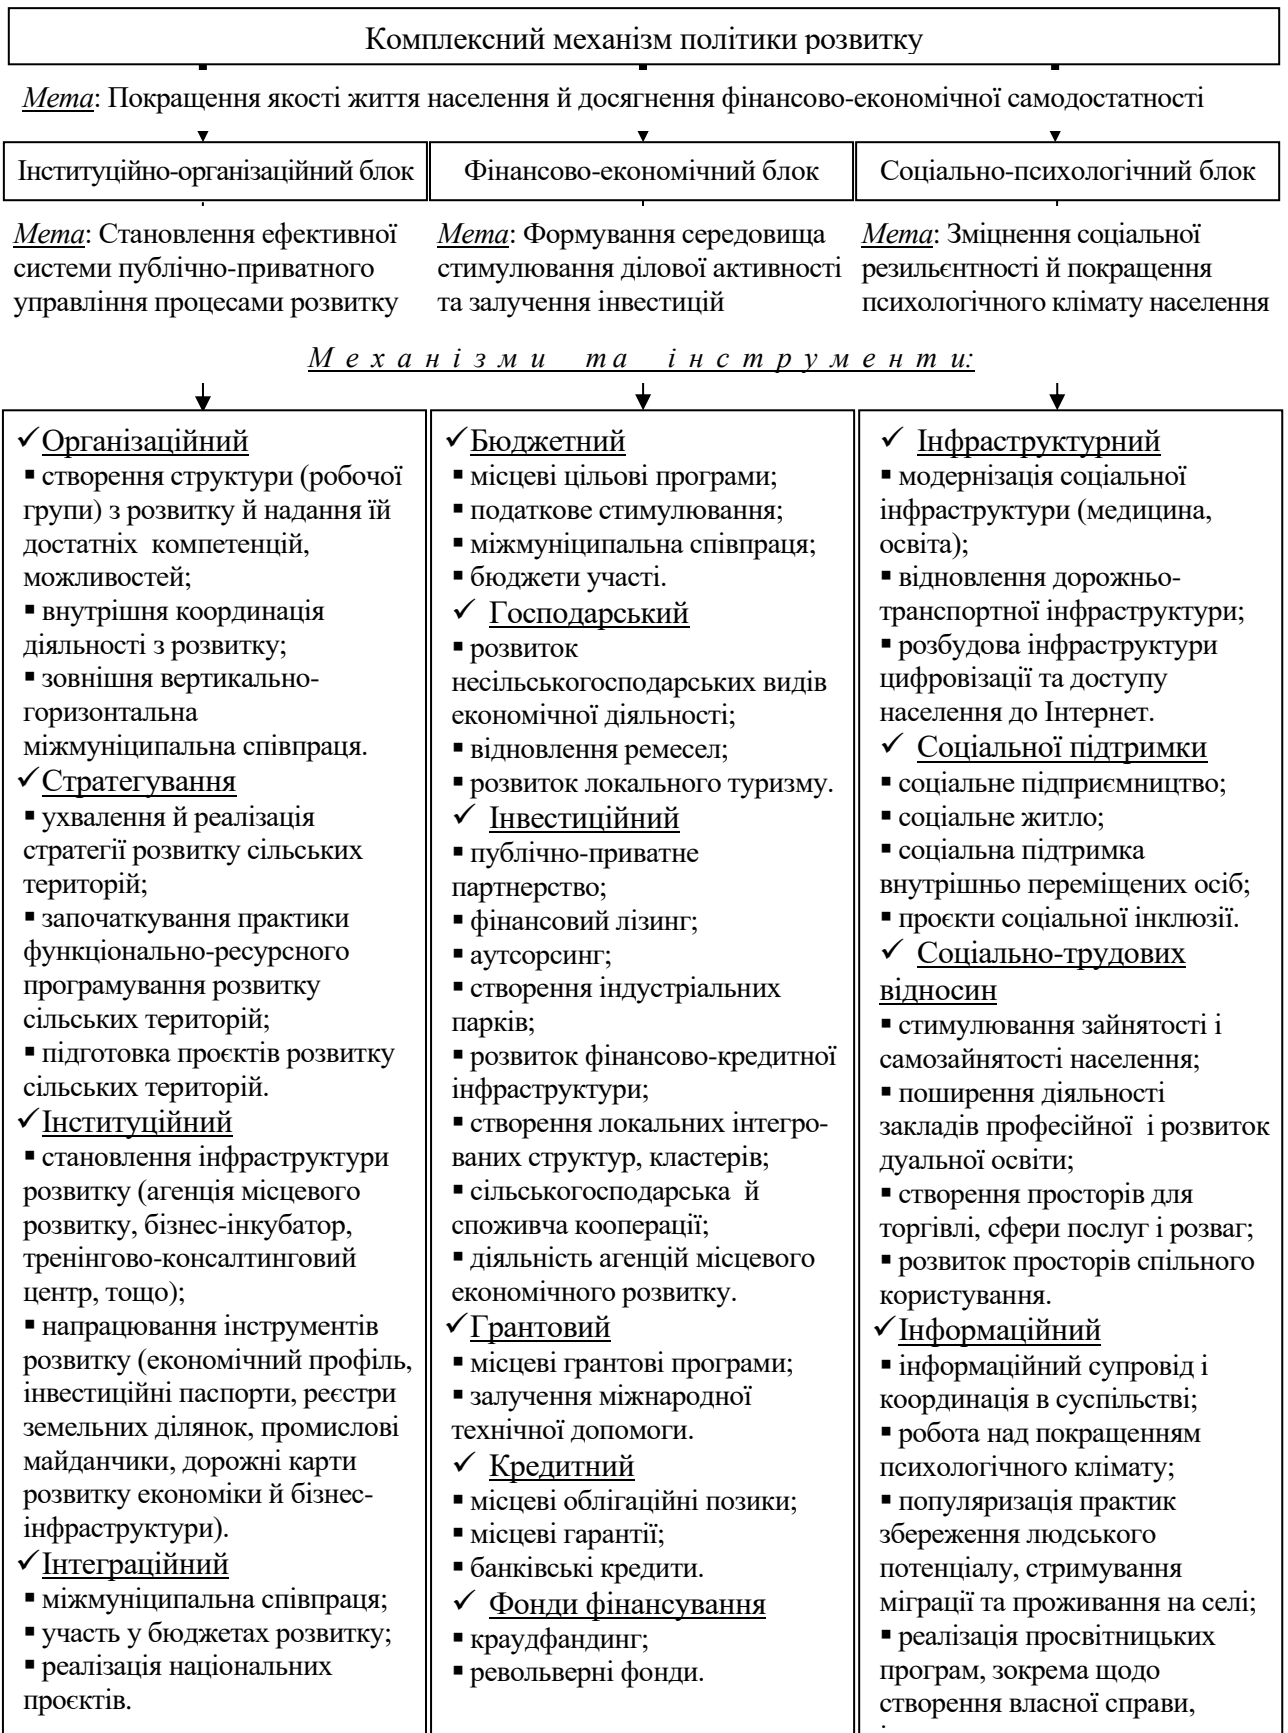 Комплексний механізм політики розвитку
Мета: Покращення якості життя населення й досягнення фінансово-економічної самодостатності
Інституційно-організаційний блок
Мета: Становлення ефективної
системи публічно-приватного
управління процесами розвитку
Фінансово-економічний блок
Мета: Формування середовища
стимулювання ділової активності
та залучення інвестицій
Соціально-психологічний блок
Мета: Зміцнення соціальної
резильєнтності й покращення
психологічного клімату населення
Механізми та інструменти:
✓Організаційний
▪ створення структури (робочої
групи) з розвитку й надання їй
достатніх компетенцій,
можливостей;
▪ внутрішня координація
діяльності з розвитку;
▪ зовнішня вертикально-
горизонтальна
міжмуніципальна співпраця.
✓Стратегування
▪ ухвалення й реалізація
стратегії розвитку сільських
територій;
▪ започаткування практики
функціонально-ресурсного
програмування розвитку
сільських територій;
▪ підготовка проєктів розвитку
сільських територій.
✓Інституційний
▪ становлення інфраструктури
розвитку (агенція місцевого
розвитку, бізнес-інкубатор,
тренінгово-консалтинговий
центр, тощо);
▪ напрацювання інструментів
розвитку (економічний профіль,
інвестиційні паспорти, реєстри
земельних ділянок, промислові
майданчики, дорожні карти
розвитку економіки й бізнес-
інфраструктури).
✓Інтеграційний
▪ міжмуніципальна співпраця;
▪ участь у бюджетах розвитку;
▪ реалізація національних
проєктів.
✓Бюджетний
▪ місцеві цільові програми;
▪ податкове стимулювання;
▪ міжмуніципальна співпраця;
▪ бюджети участі.
✓ Господарський
▪ розвиток
несільськогосподарських видів
економічної діяльності;
▪ відновлення ремесел;
▪ розвиток локального туризму.
✓ Інвестиційний
▪ публічно-приватне
партнерство;
▪ фінансовий лізинг;
▪ аутсорсинг;
▪ створення індустріальних
парків;
▪ розвиток фінансово-кредитної
інфраструктури;
▪ створення локальних інтегро-
ваних структур, кластерів;
▪ сільськогосподарська й
споживча кооперації;
▪ діяльність агенцій місцевого
економічного розвитку.
✓Грантовий
▪ місцеві грантові програми;
▪ залучення міжнародної
технічної допомоги.
✓ Кредитний
▪ місцеві облігаційні позики;
▪ місцеві гарантії;
▪ банківські кредити.
✓ Фонди фінансування
▪ краудфандинг;
▪ револьверні фонди.
✓ Інфраструктурний
▪ модернізація соціальної
інфраструктури (медицина,
освіта);
▪ відновлення дорожньо-
транспортної інфраструктури;
▪ розбудова інфраструктури
цифровізації та доступу
населення до Інтернет.
✓ Соціальної підтримки
▪ соціальне підприємництво;
▪ соціальне житло;
▪ соціальна підтримка
внутрішньо переміщених осіб;
▪ проєкти соціальної інклюзії.
✓ Соціально-трудових
відносин
▪ стимулювання зайнятості і
самозайнятості населення;
▪ поширення діяльності
закладів професійної і розвиток
дуальної освіти;
▪ створення просторів для
торгівлі, сфери послуг і розваг;
▪ розвиток просторів спільного
користування.
✓Інформаційний
▪ інформаційний супровід і
координація в суспільстві;
▪ робота над покращенням
психологічного клімату;
▪ популяризація практик
збереження людського
потенціалу, стримування
міграції та проживання на селі;
▪ реалізація просвітницьких
програм, зокрема щодо
створення власної справи,